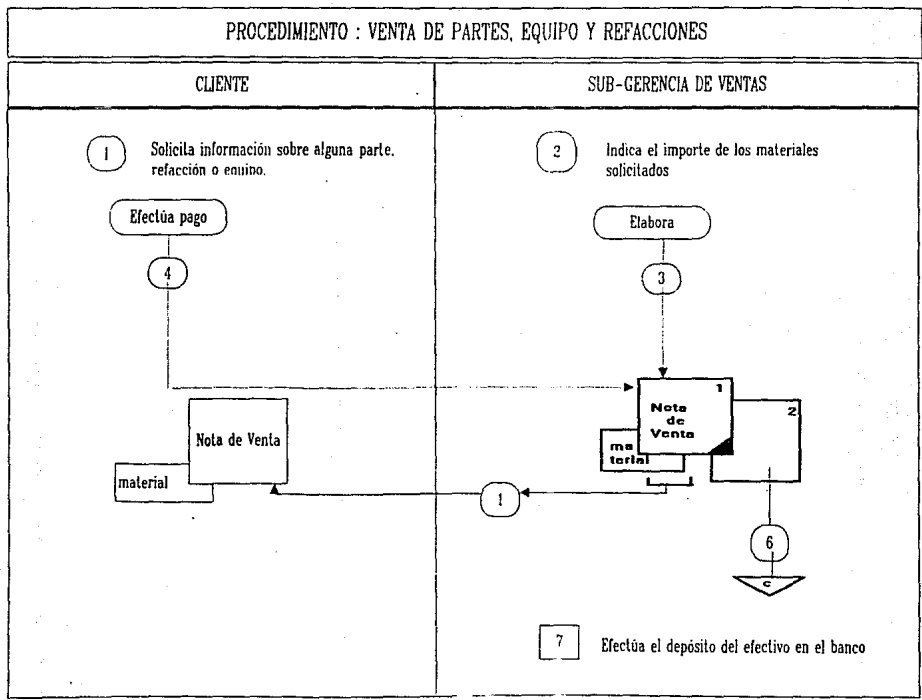 PROCEDIMIENTO : VENTA DE PARTES, EQUIPO Y REFACCIONES
CLIENTE
SUB-GERENCIA DE VENTAS
1
Solicita información sobre alguna parte,
refacción o equipo.
2
Indica el importe de los materiales
solicitados
Efectúa pago
Elabora
4
3
1
Nota
de
Venta
2
ma
terial
Nota de Venta
material
1
6
c
7
Efectúa el depósito del efectivo en el banco